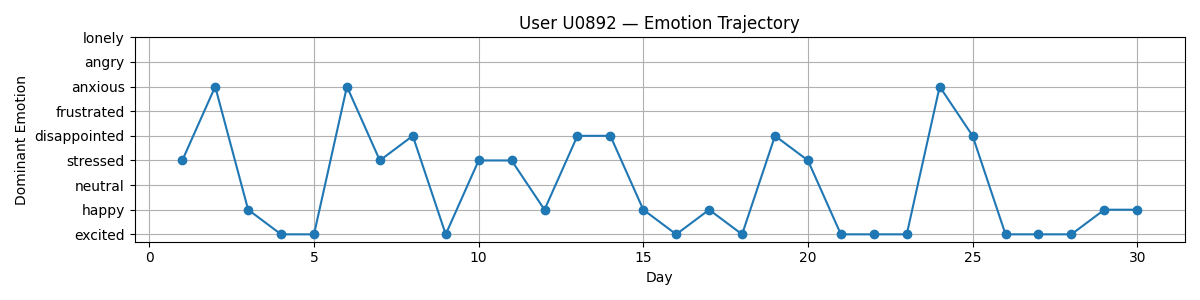 User U0892 — Emotion Trajectory
Dominant Emotion
lonely
angry
anxious
frustrated
disappointed
stressed
neutral
happy
excited
0 5 10 15 20 25 30
Day